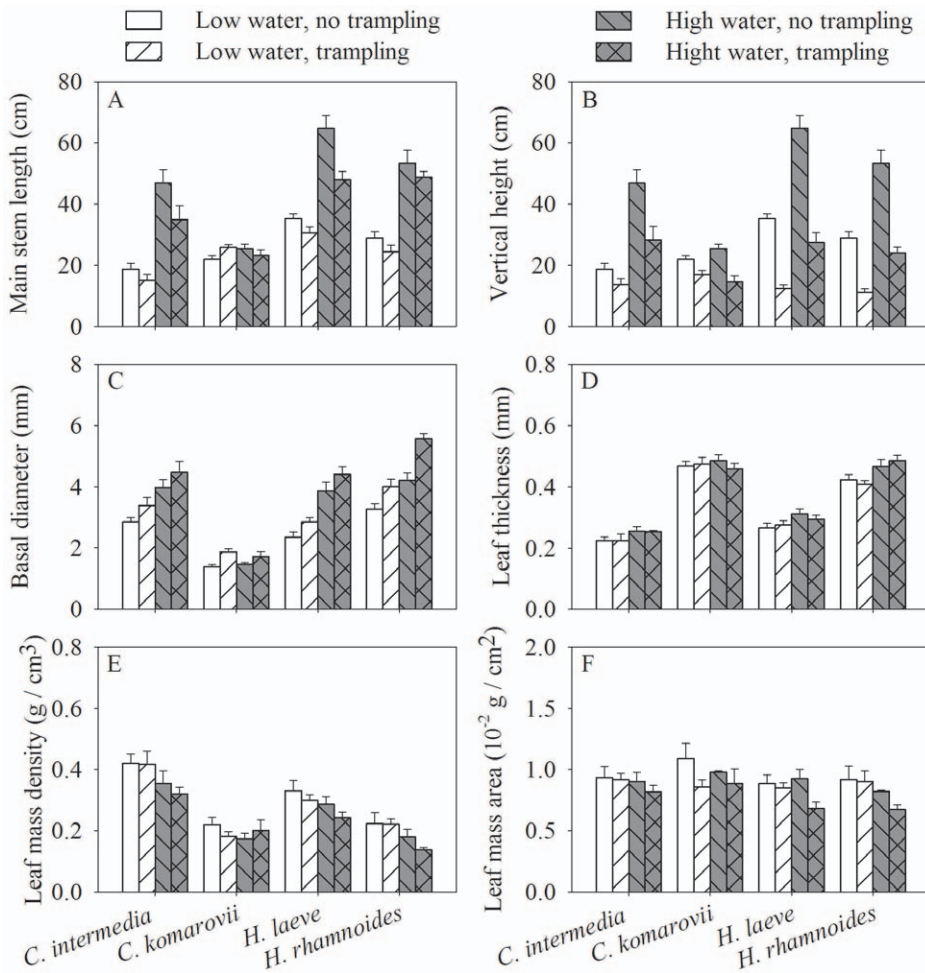 Low water, no trampling
High water, no trampling
Low water, trampling
Hight water, trampling
A
Main stem length (cm)
80
60
40
20
0
B
Vertical height (cm)
80
60
40
20
0
C
Basal diameter (mm)
8
6
4
2
0
D
Leaf thickness (mm)
0.8
0.6
0.4
0.2
0.0
E
Leaf mass density (g / cm³)
0.8
0.6
0.4
0.2
0.0
F
Leaf mass area (10⁻² g / cm²)
2.0
1.5
1.0
0.5
0.0
C. intermedia
C. komarovii
H. laeve
H. rhamnoides
C. intermedia
C. komarovii
H. laeve
H. rhamnoides